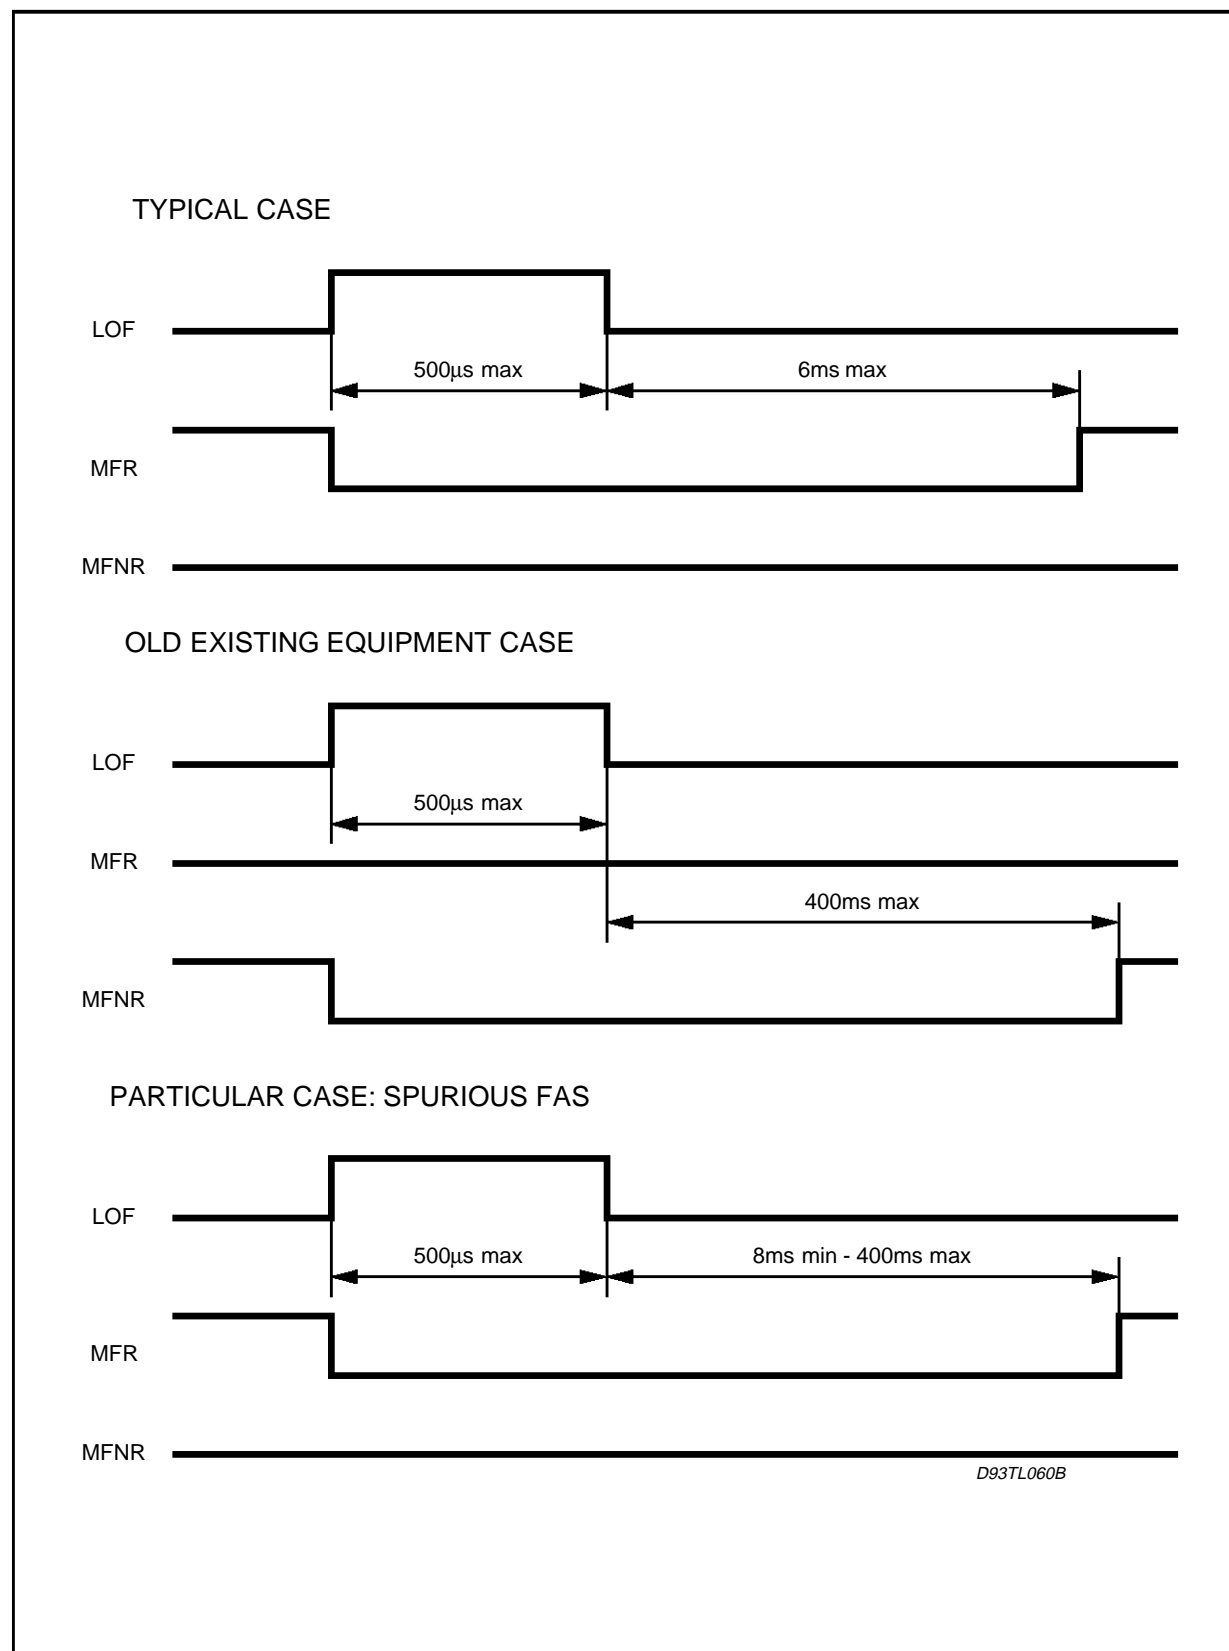 TYPICAL CASE
LOF
500μs max
6ms max
MFR
MFNR
OLD EXISTING EQUIPMENT CASE
LOF
500μs max
MFR
400ms max
MFNR
PARTICULAR CASE: SPURIOUS FAS
LOF
500μs max
8ms min - 400ms max
MFR
MFNR
D93TL060B